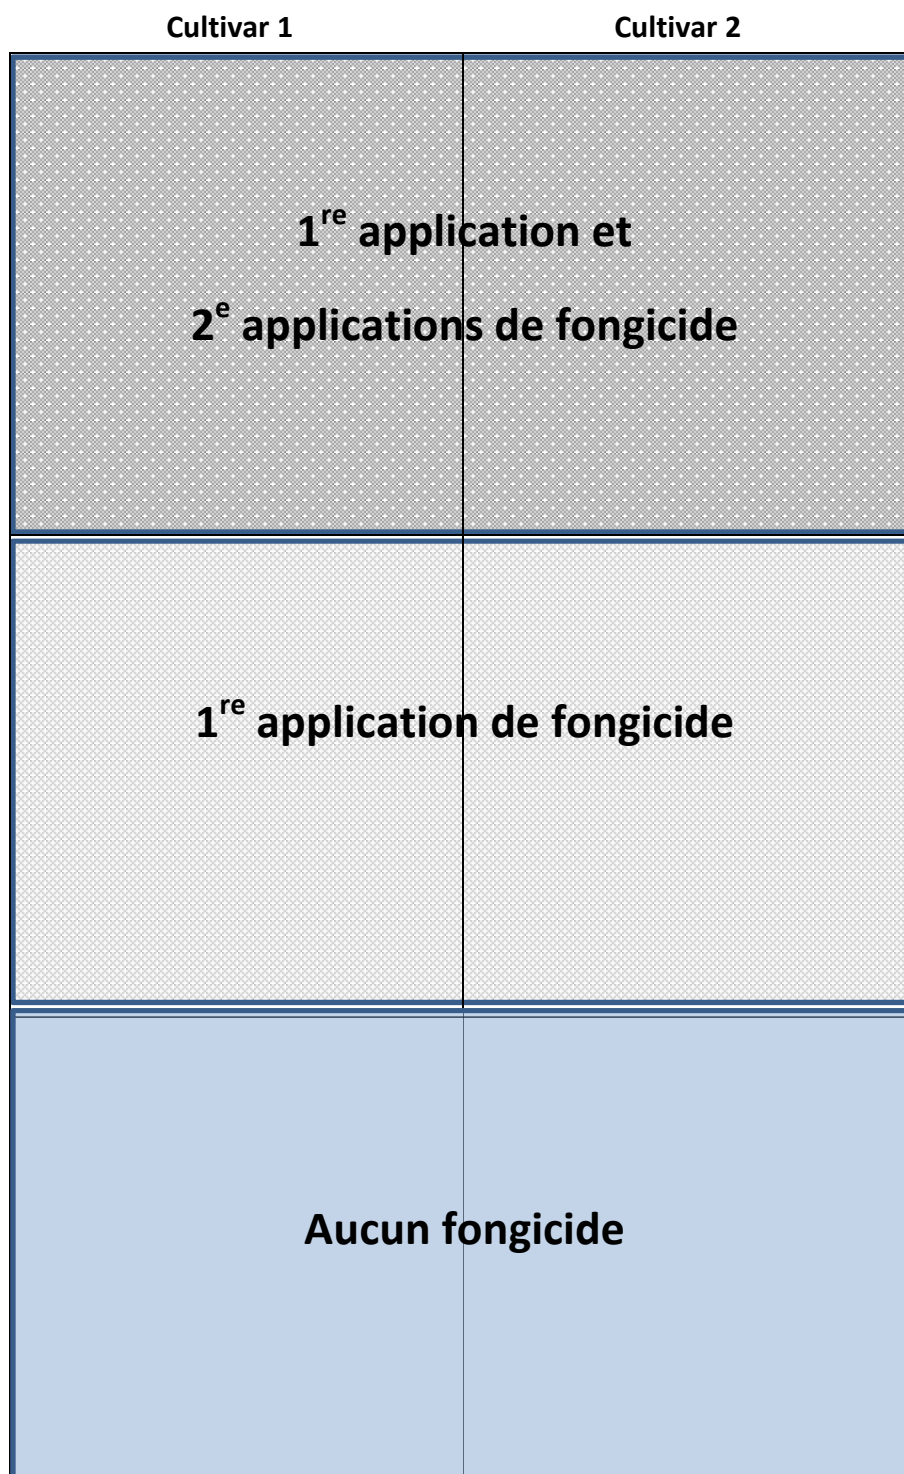 Cultivar 1 Cultivar 2
1re application et
2e applications de fongicide
1re application de fongicide
Aucun fongicide